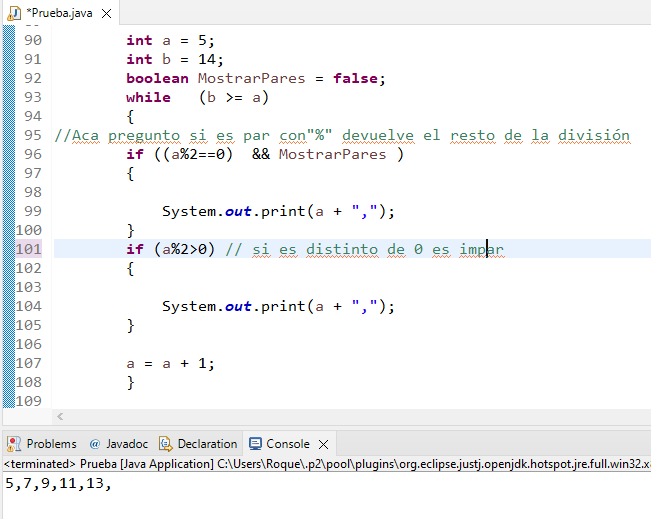 *Prueba.java
90 int a = 5;
91 int b = 14;
92 boolean MostrarPares = false;
93 while (b >= a)
94 {
95 //Aca pregunto si es par con"%" devuelve el resto de la división
96 if ((a%2==0) && MostrarPares )
97 {
98
99 System.out.print(a + ",");
100 }
101 if (a%2>0) // si es distinto de 0 es impar
102 {
103
104 System.out.print(a + ",");
105 }
106
107 a = a + 1;
108 }
109
Problems @ Javadoc Declaration Console
<terminated> Prueba [Java Application] C:\Users\Roque\.p2\pool\plugins\org.eclipse.justj.openjdk.hotspot.jre.full.win32.x
5,7,9,11,13,